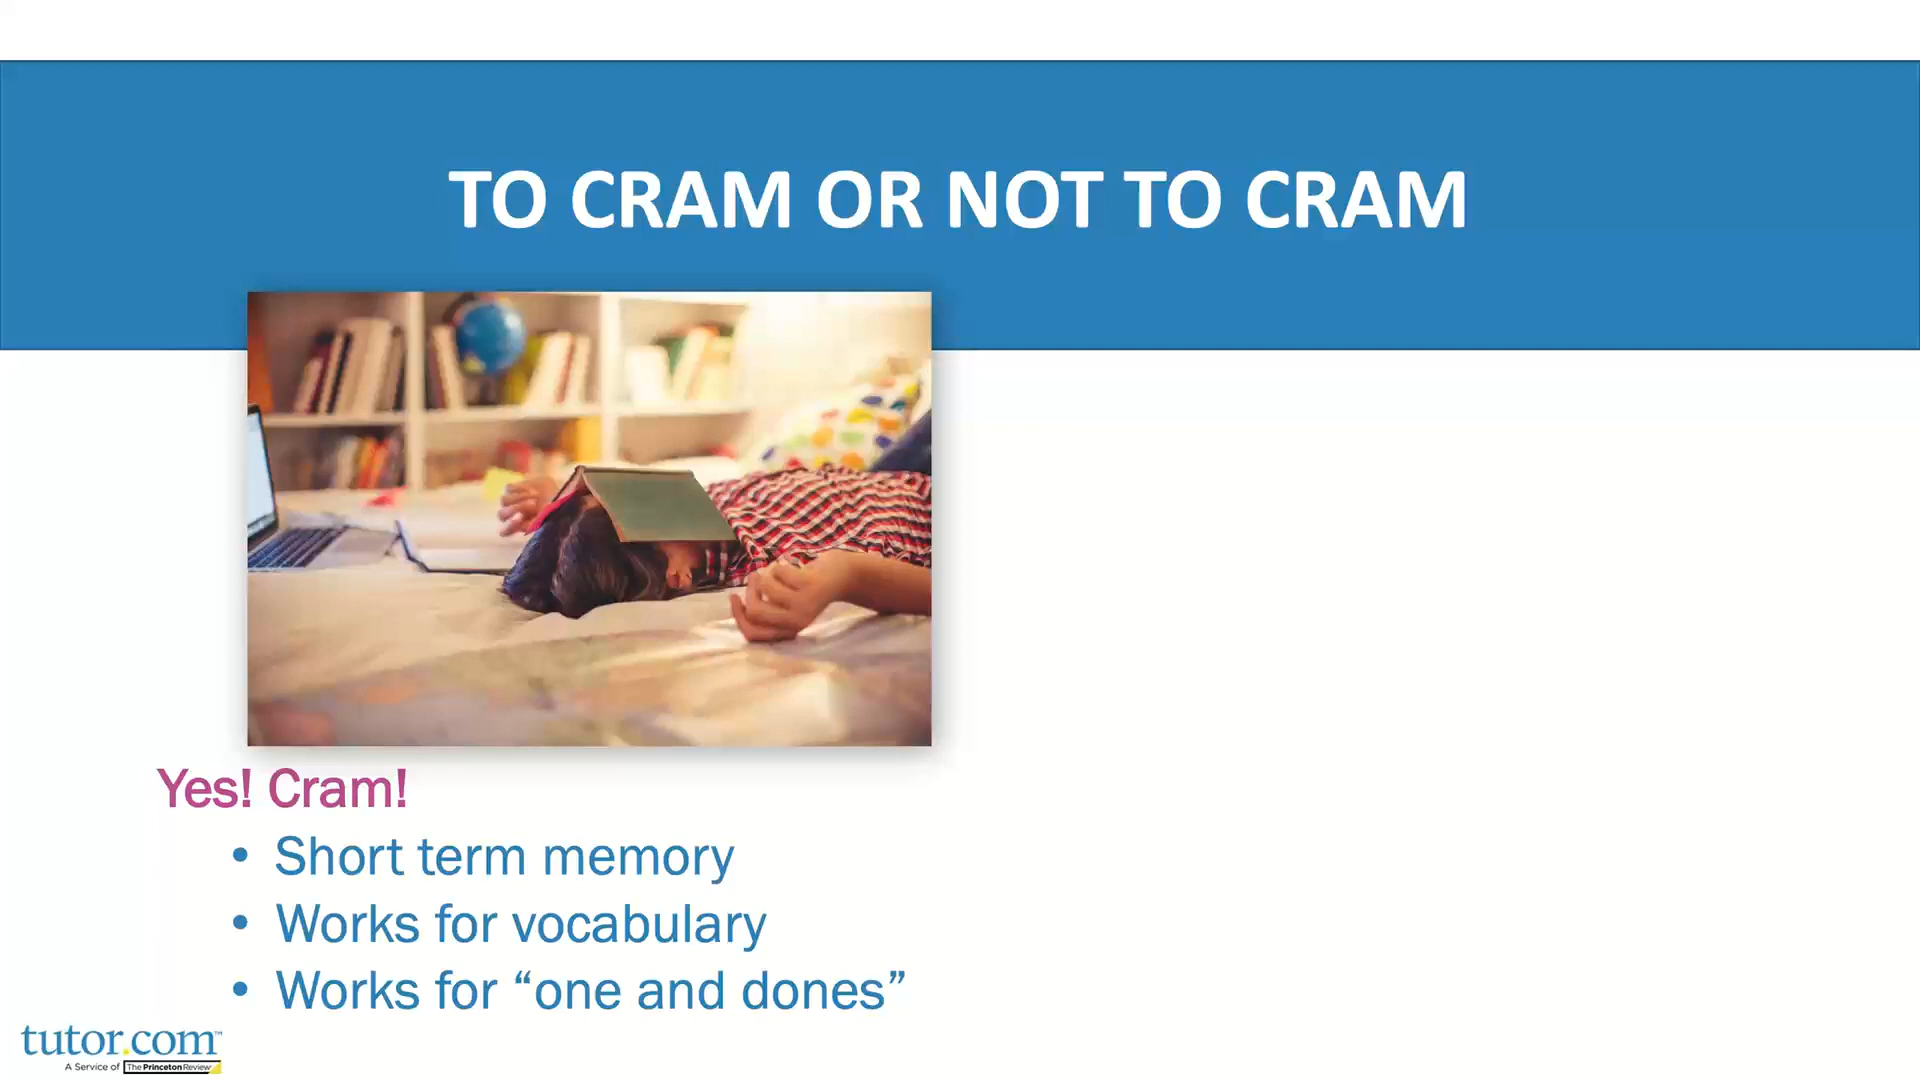 TO CRAM OR NOT TO CRAM
Yes! Cram!
• Short term memory
• Works for vocabulary
• Works for “one and dones”
tutor.com™
A Service of The Princeton Review